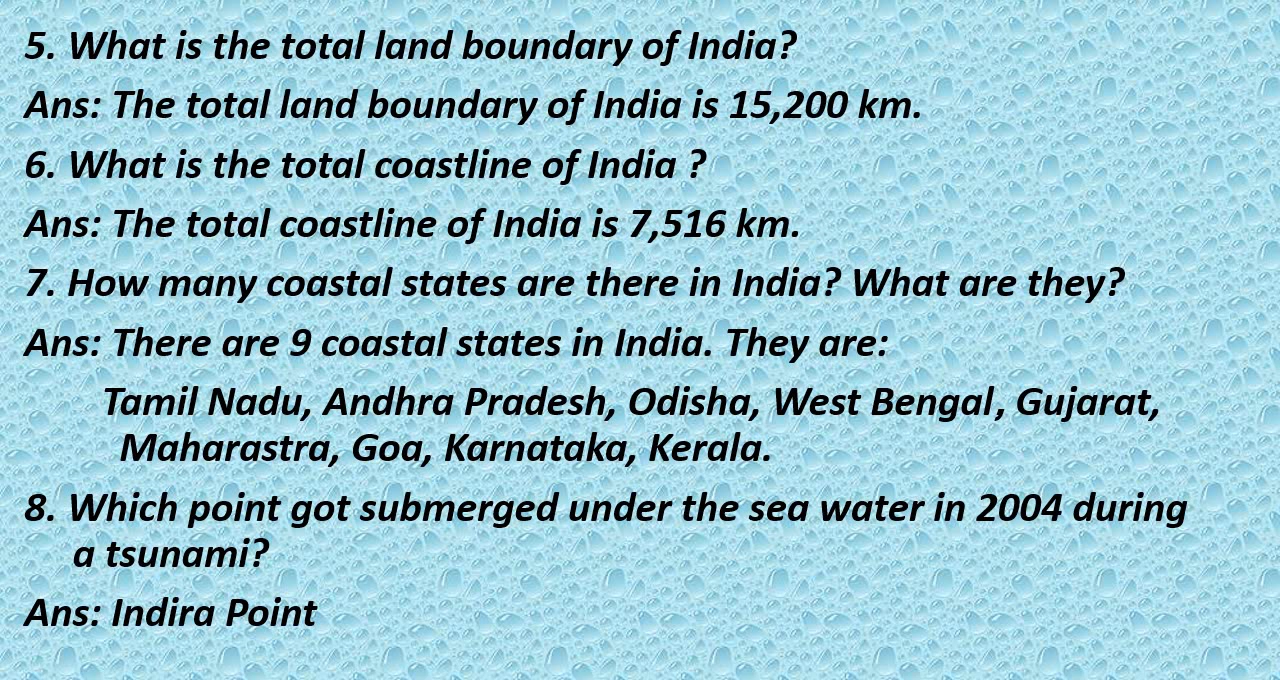 5. What is the total land boundary of India?
Ans: The total land boundary of India is 15,200 km.
6. What is the total coastline of India ?
Ans: The total coastline of India is 7,516 km.
7. How many coastal states are there in India? What are they?
Ans: There are 9 coastal states in India. They are:
Tamil Nadu, Andhra Pradesh, Odisha, West Bengal, Gujarat,
Maharastra, Goa, Karnataka, Kerala.
8. Which point got submerged under the sea water in 2004 during
a tsunami?
Ans: Indira Point